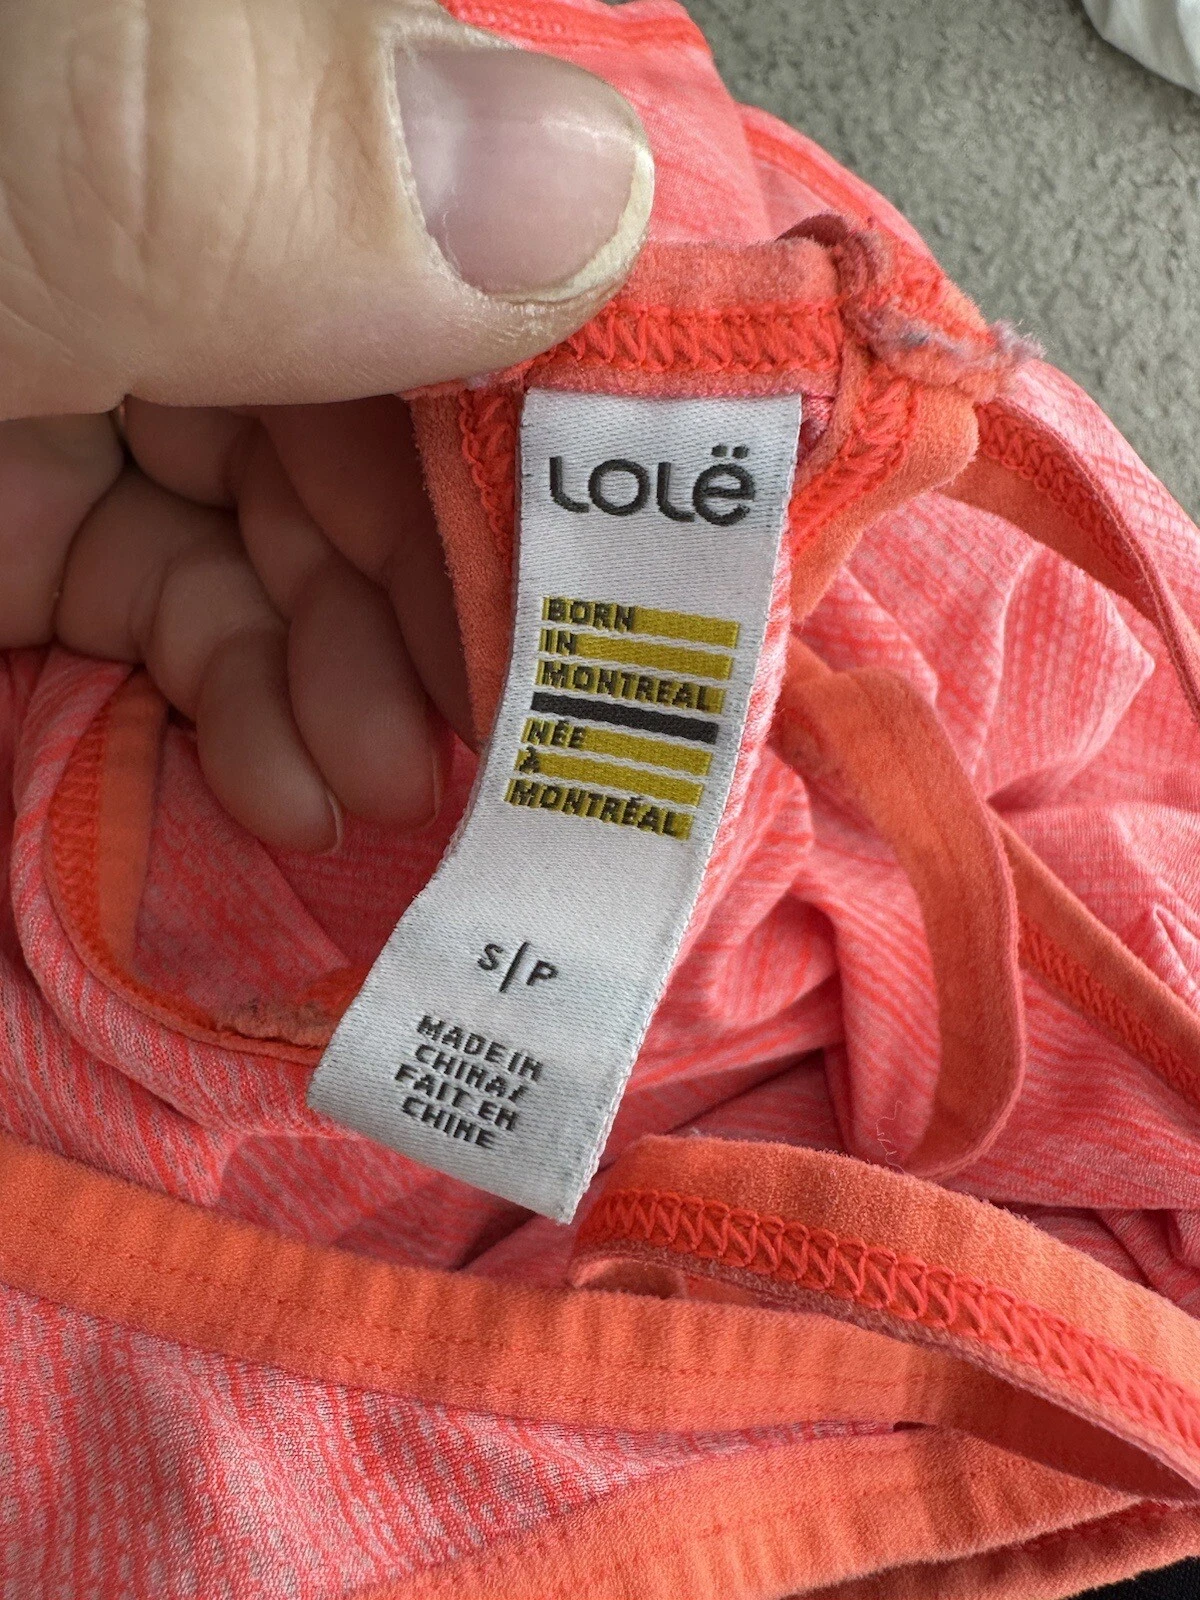 Lolë
BORN
IN
MONTREAL
NÉE
À
MONTRÉAL
S/P
MADE IN
CHINA/
FAIT EN
CHINE